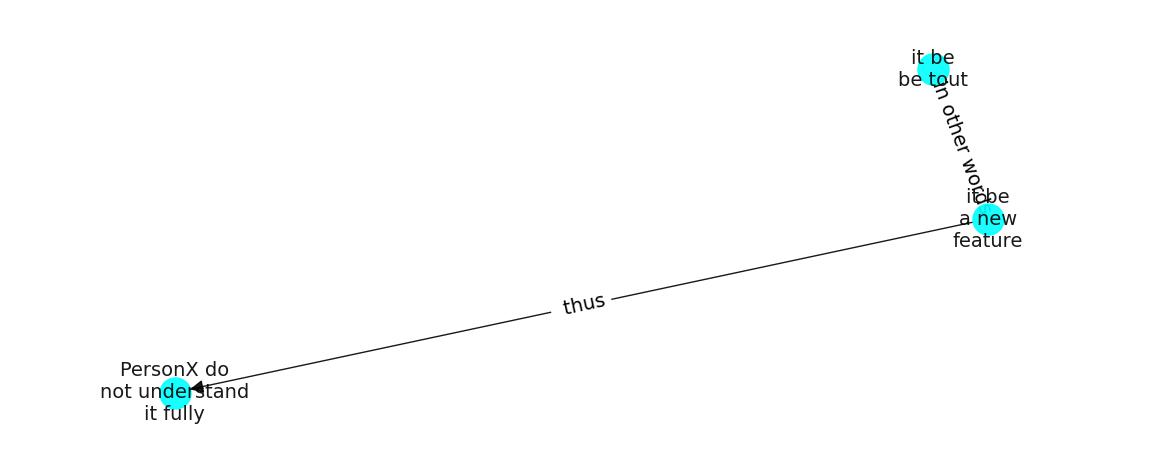 it be
be tout
in other word
it be
a new
feature
thus
PersonX do
not understand
it fully